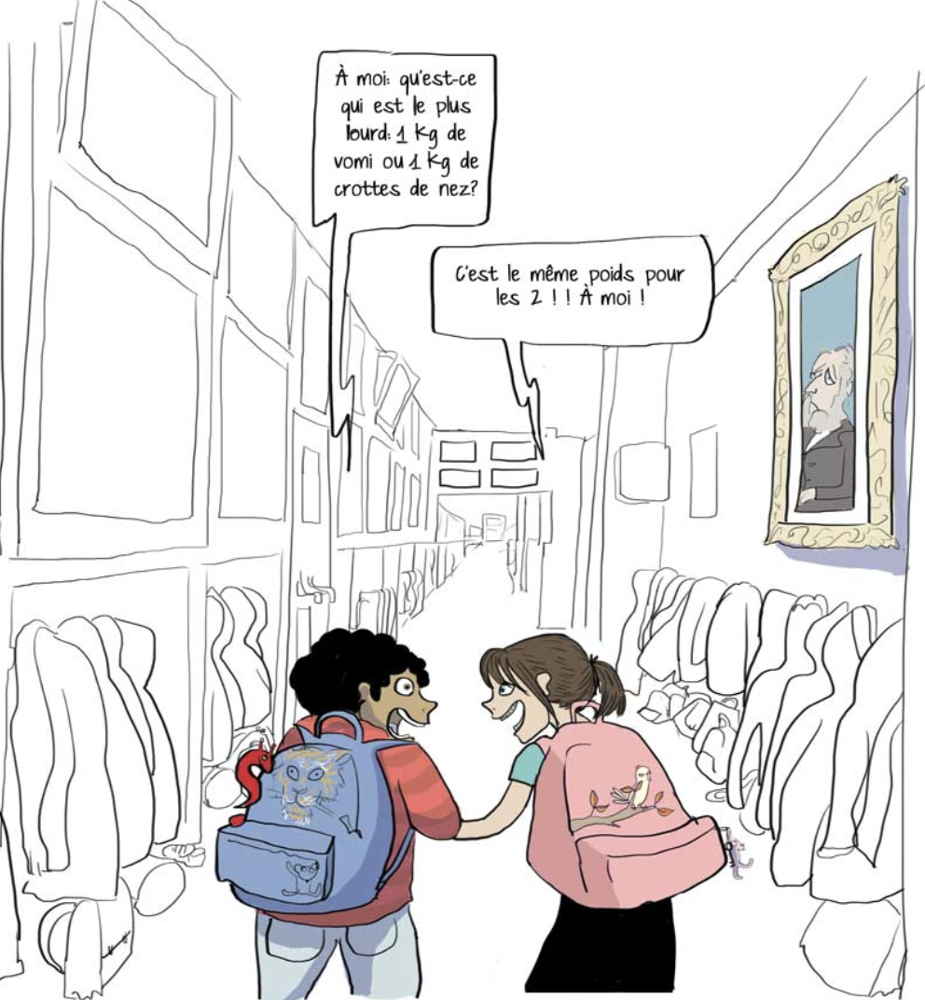 À moi: qu'est-ce
qui est le plus
lourd: 1 kg de
vomi ou 1 kg de
crottes de nez?
C'est le même poids pour
les 2 ! ! À moi !